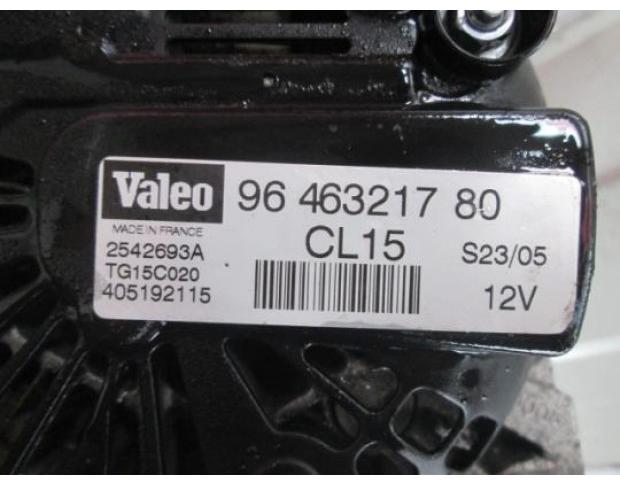 Valeo 96 463217 80
MADE IN FRANCE
CL15
2542693A
S23/05
TG15C020
405192115
12V